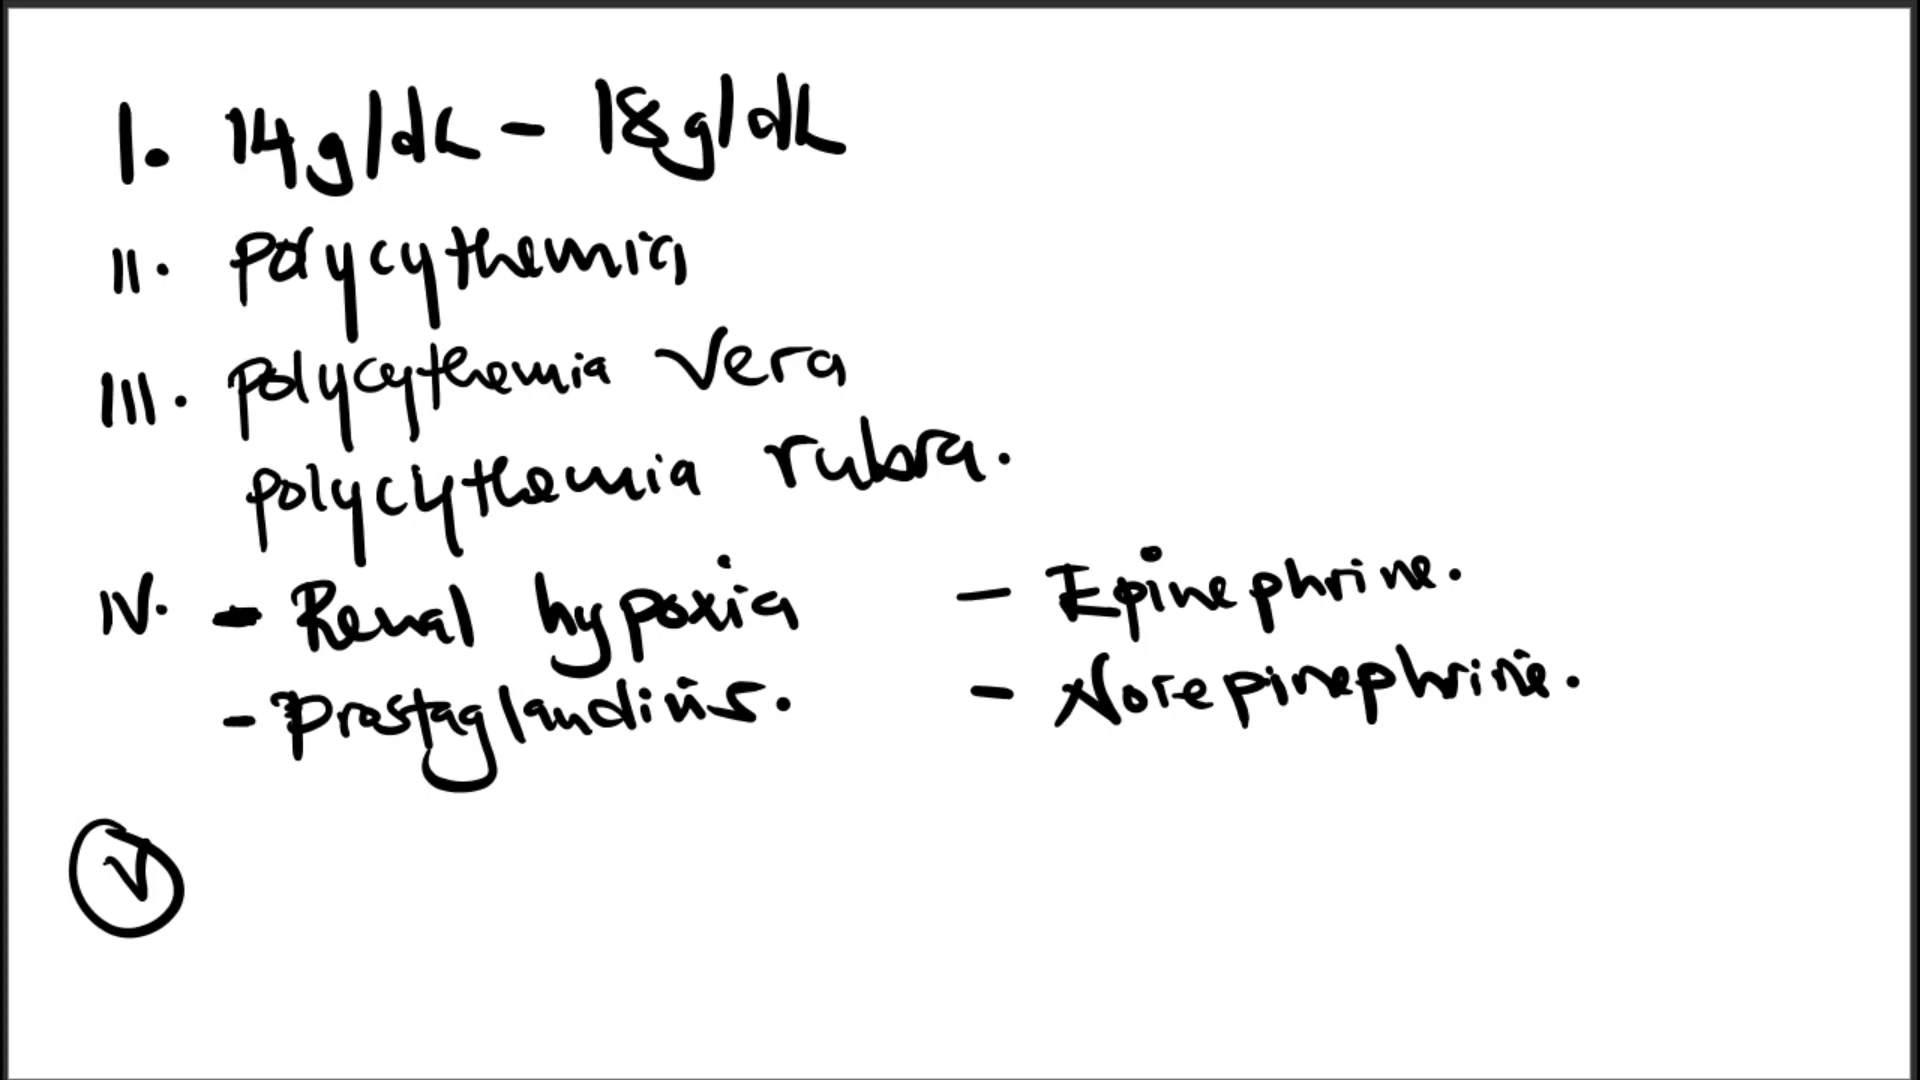 I. 14g/dL - 18g/dL
II. polycythemia
III. polycythemia vera
polycythemia rubra.
IV. - Renal hypoxia - Epinephrine.
- Prostaglandins. - Norepinephrine.
V